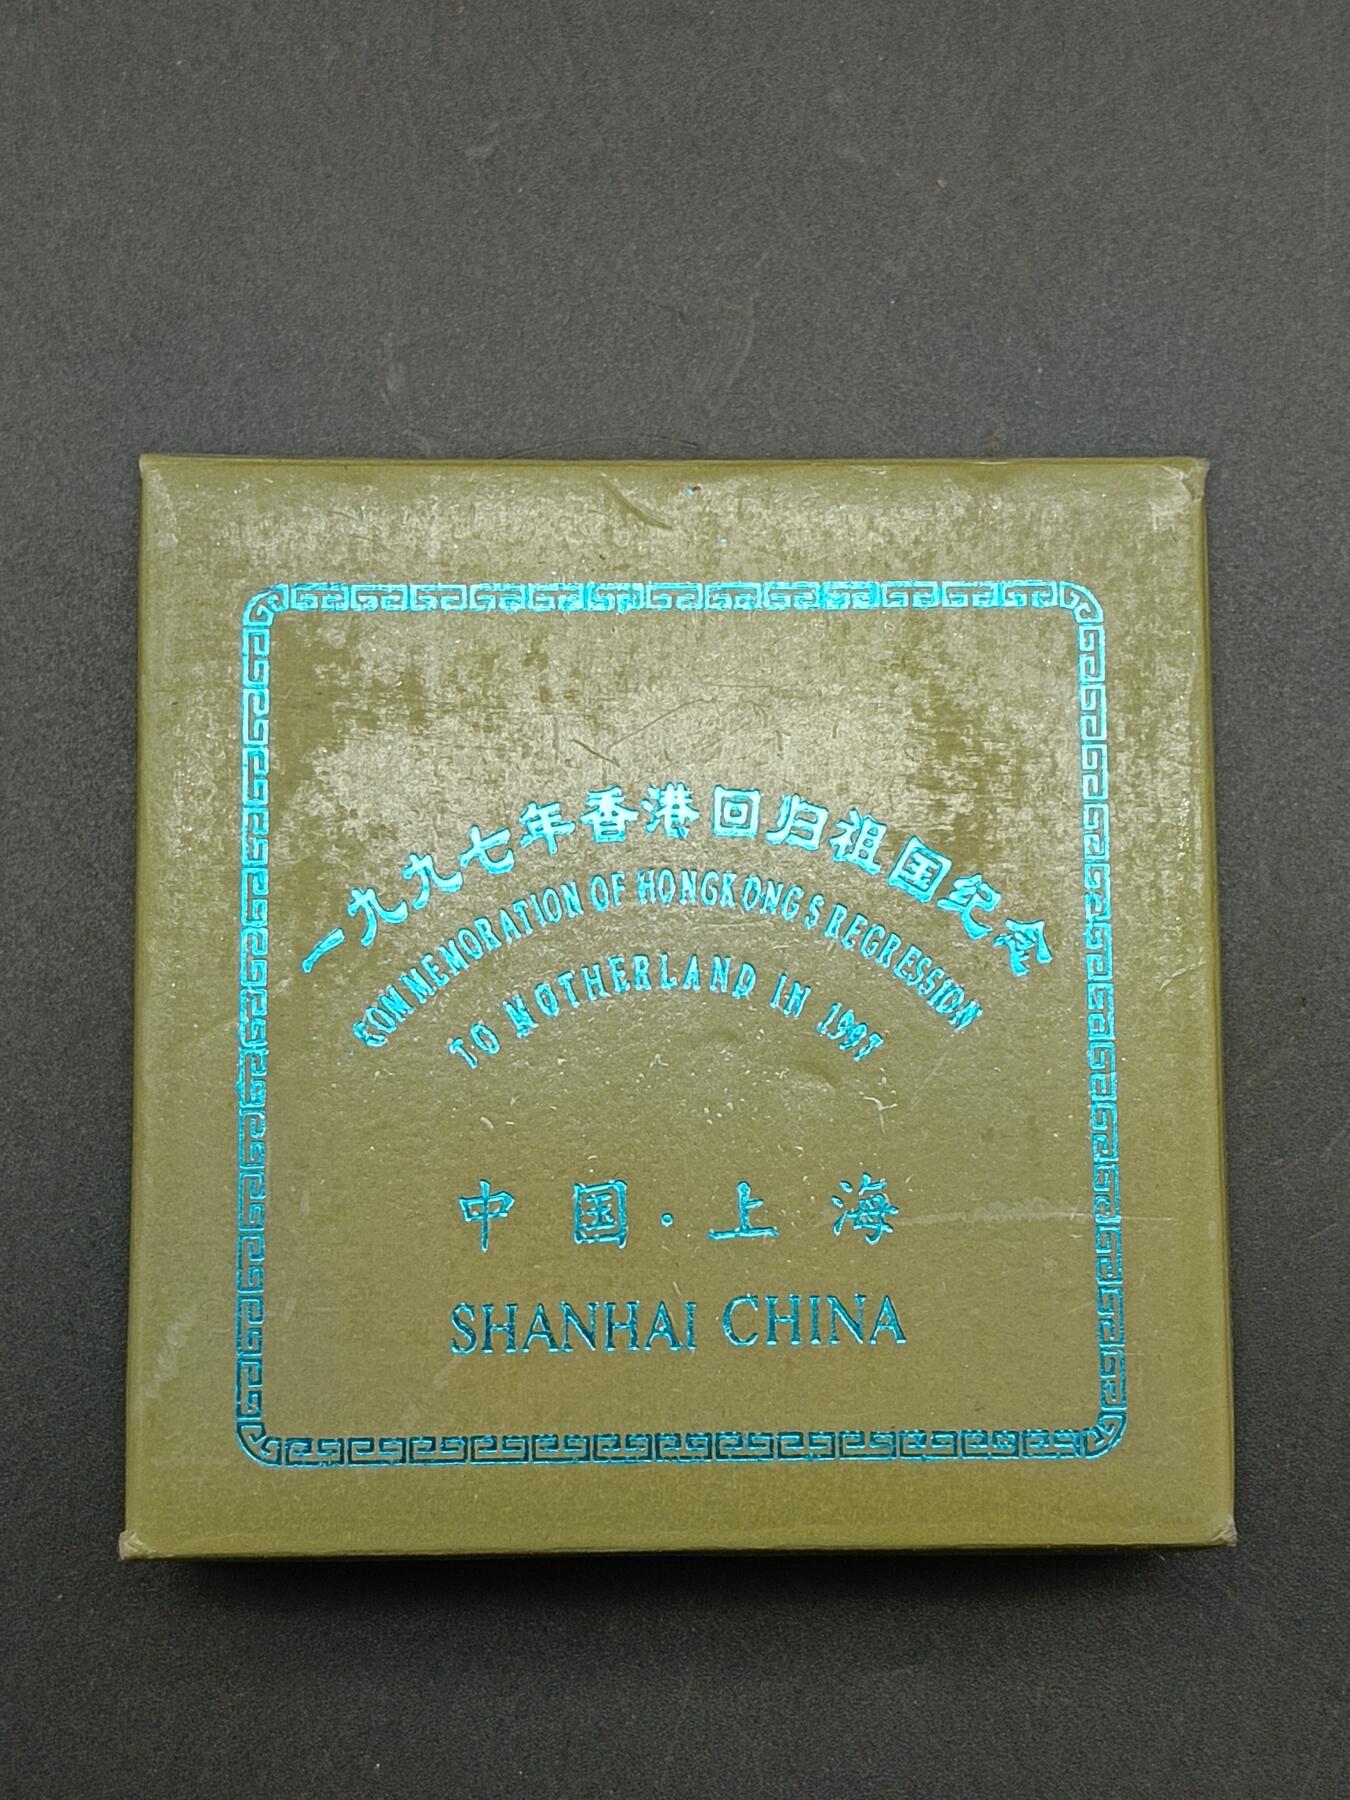 一九九七年香港回归祖国纪念
COMMEMORATION OF HONGKONG S REGRESSION
TO MOTHERLAND IN 1997
中国·上海
SHANHAI CHINA